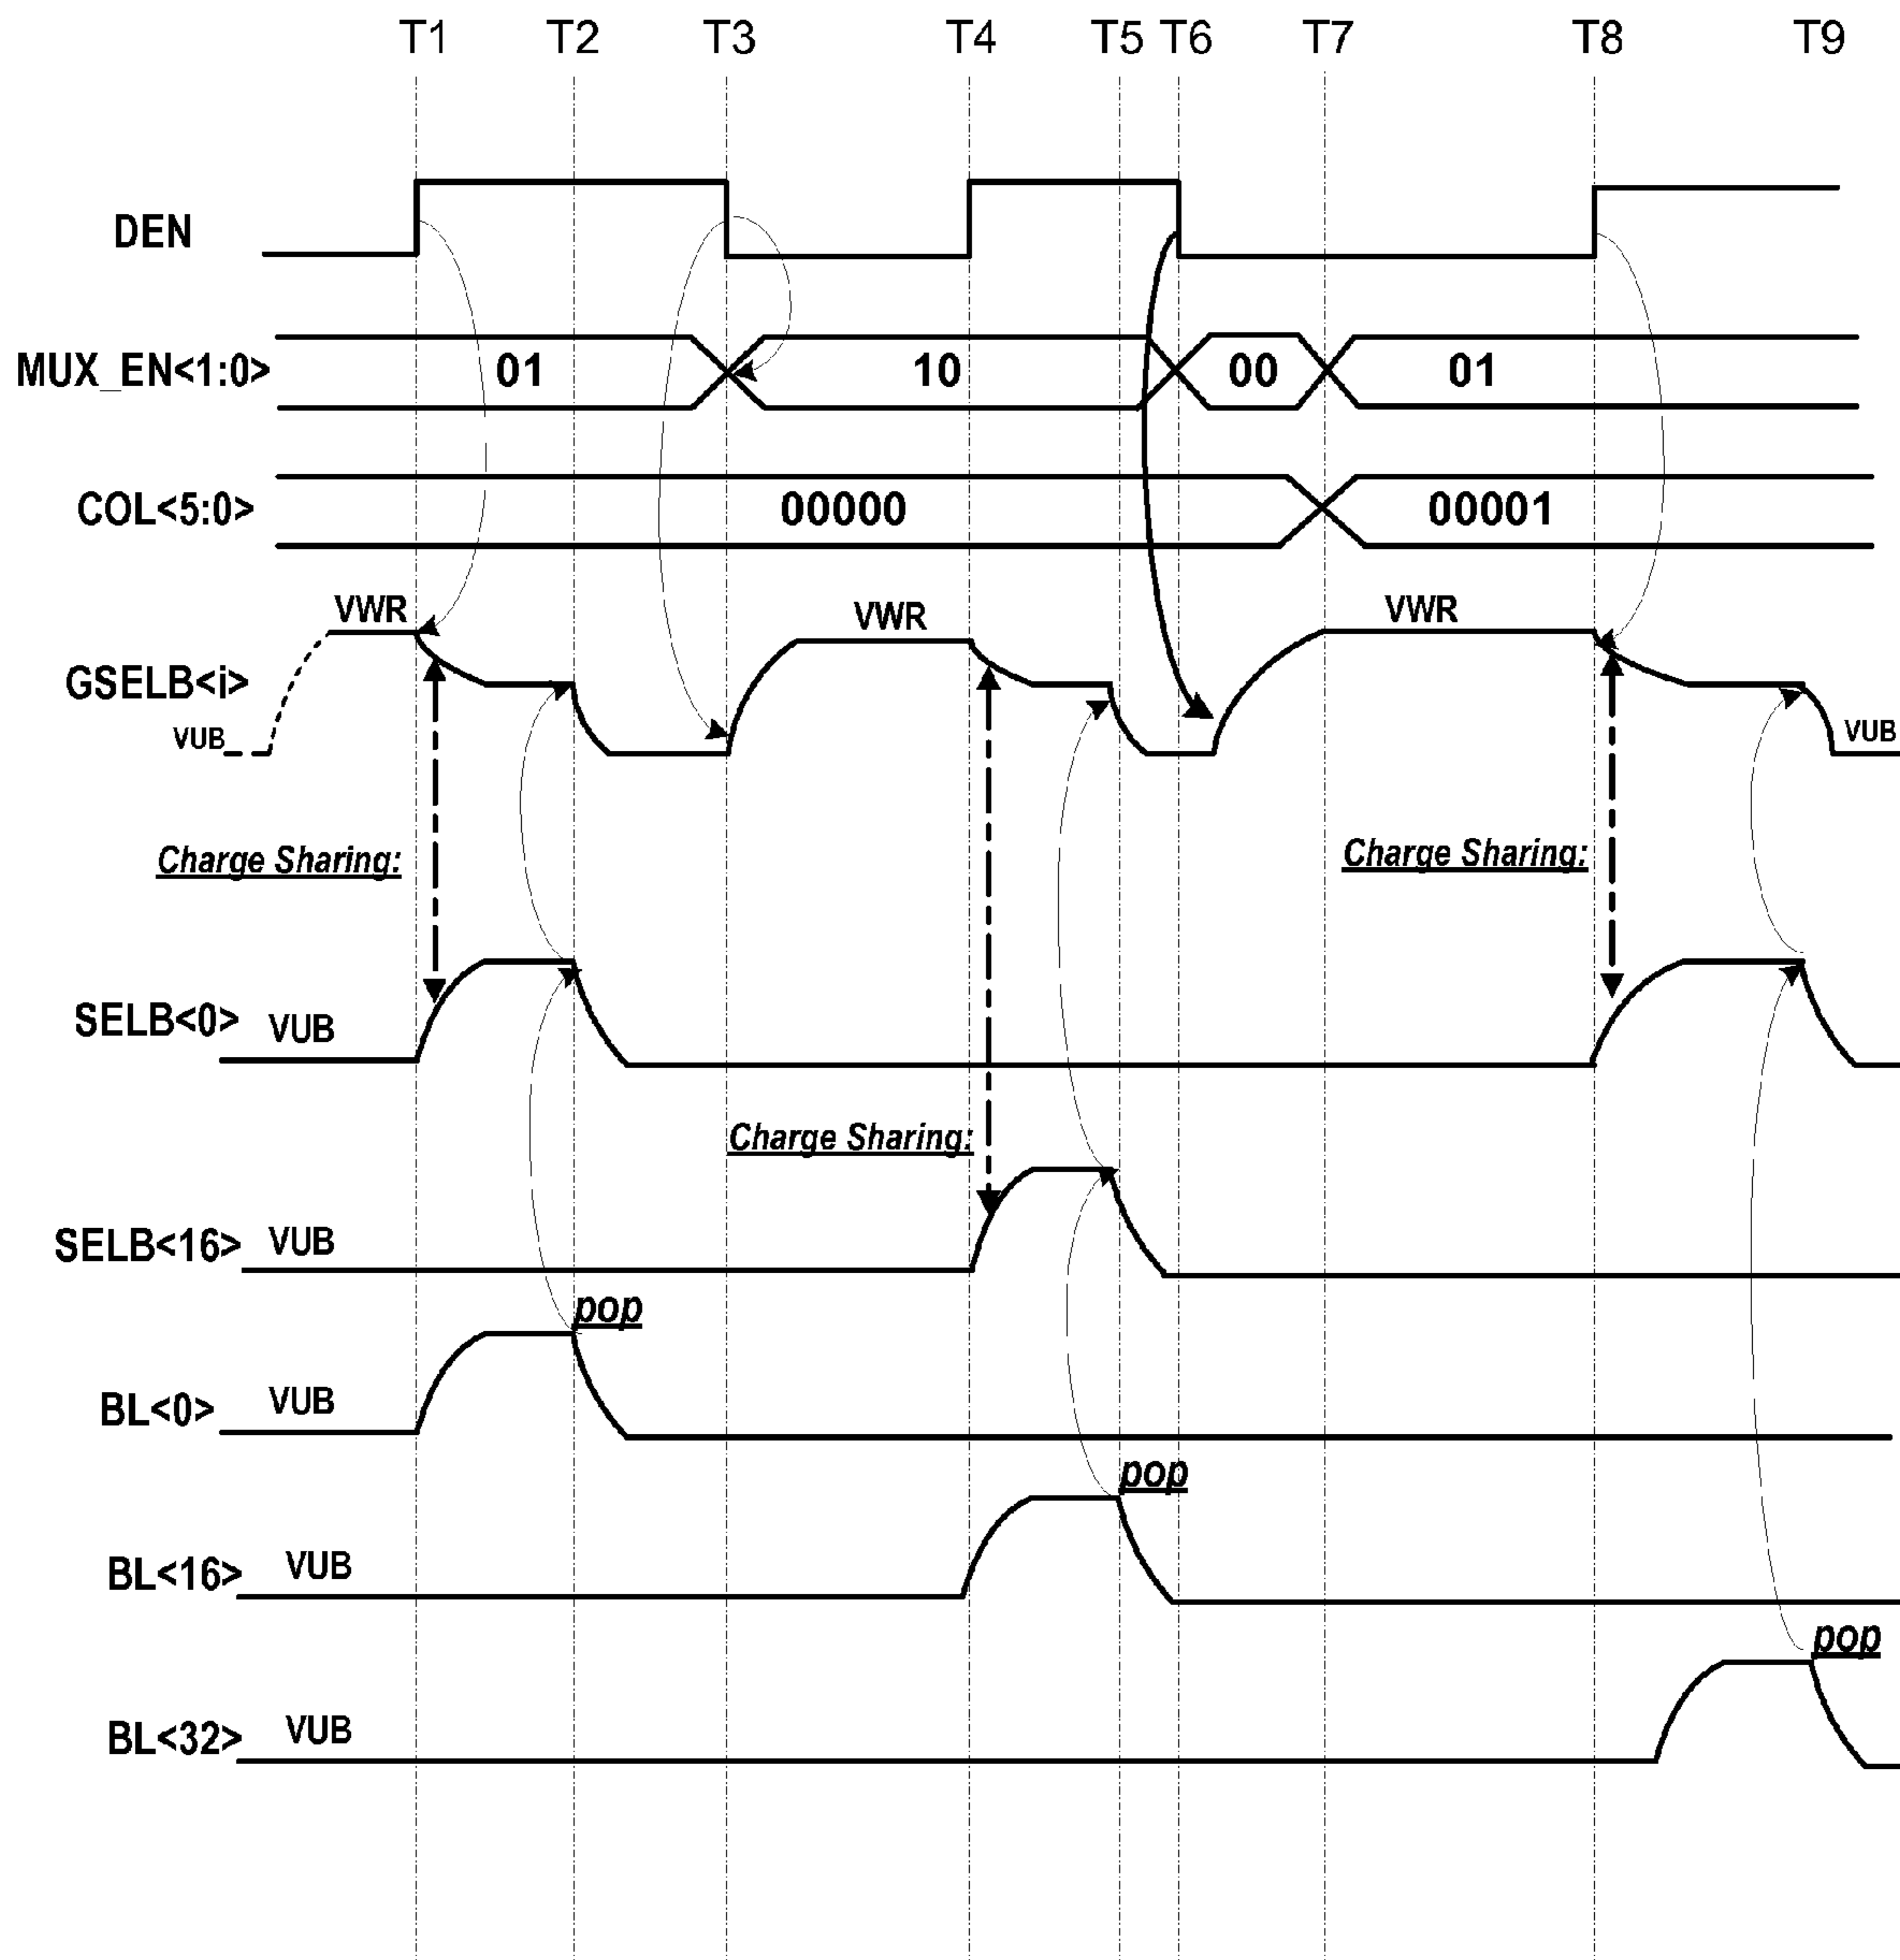 T1 T2 T3 T4 T5 T6 T7 T8 T9
DEN
MUX_EN<1:0> 01 10 00 01
COL<5:0> 00000 00001
VWR VWR VWR
GSELB<i>
VUB VUB
Charge Sharing: Charge Sharing:
SELB<0> VUB
Charge Sharing:
SELB<16> VUB
pop
BL<0> VUB
pop
BL<16> VUB
pop
BL<32> VUB